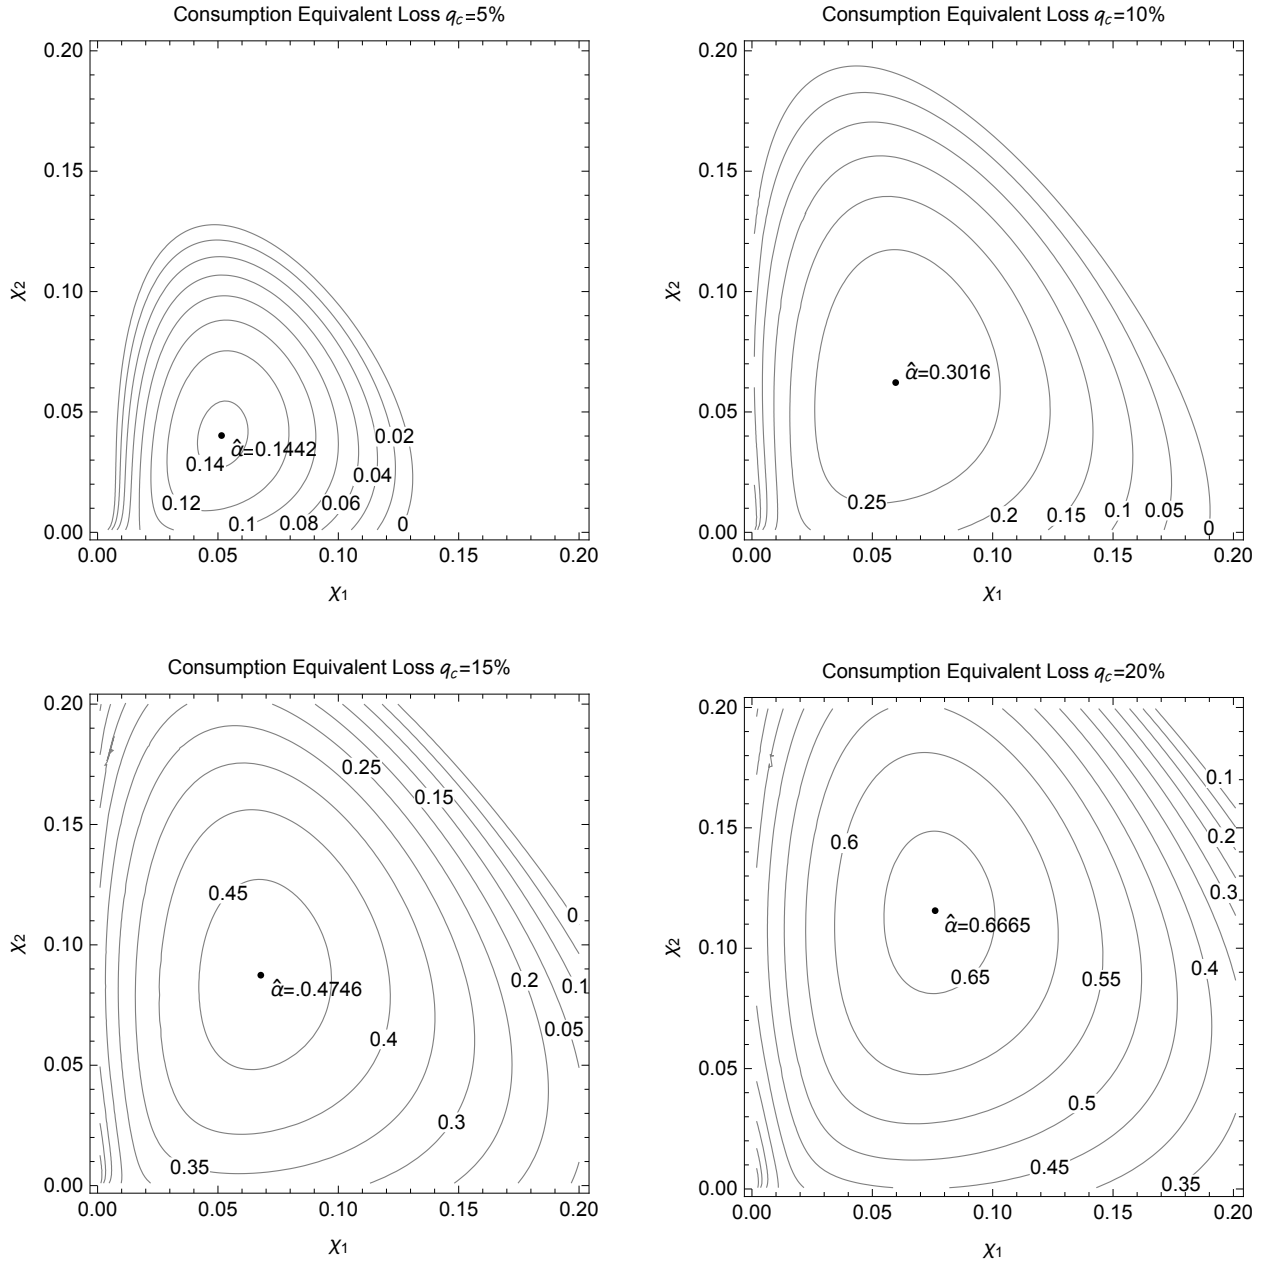 Consumption Equivalent Loss q_c=5%
0.20
0.15
χ2
0.10
0.05
0.02
α̂=0.1442
0.14
0.04
0.12
0.06
0.1
0.08
0
0.00
0.00 0.05 0.10 0.15 0.20
χ1
Consumption Equivalent Loss q_c=10%
0.20
0.15
χ2
0.10
α̂=0.3016
0.05
0.25
0.2
0.15
0.1
0.05
0
0.00
0.00 0.05 0.10 0.15 0.20
χ1
Consumption Equivalent Loss q_c=15%
0.20
0.25
0.15
0.15
0.45
0
0.10
χ2
α̂=.0.4746
0.2
0.1
0.05
0.4
0.05
0.3
0.35
0.00
0.00 0.05 0.10 0.15 0.20
χ1
Consumption Equivalent Loss q_c=20%
0.20
0.1
0.15
0.2
0.6
0.3
α̂=0.6665
0.10
χ2
0.4
0.65
0.55
0.05
0.5
0.45
0.35
0.00
0.00 0.05 0.10 0.15 0.20
χ1